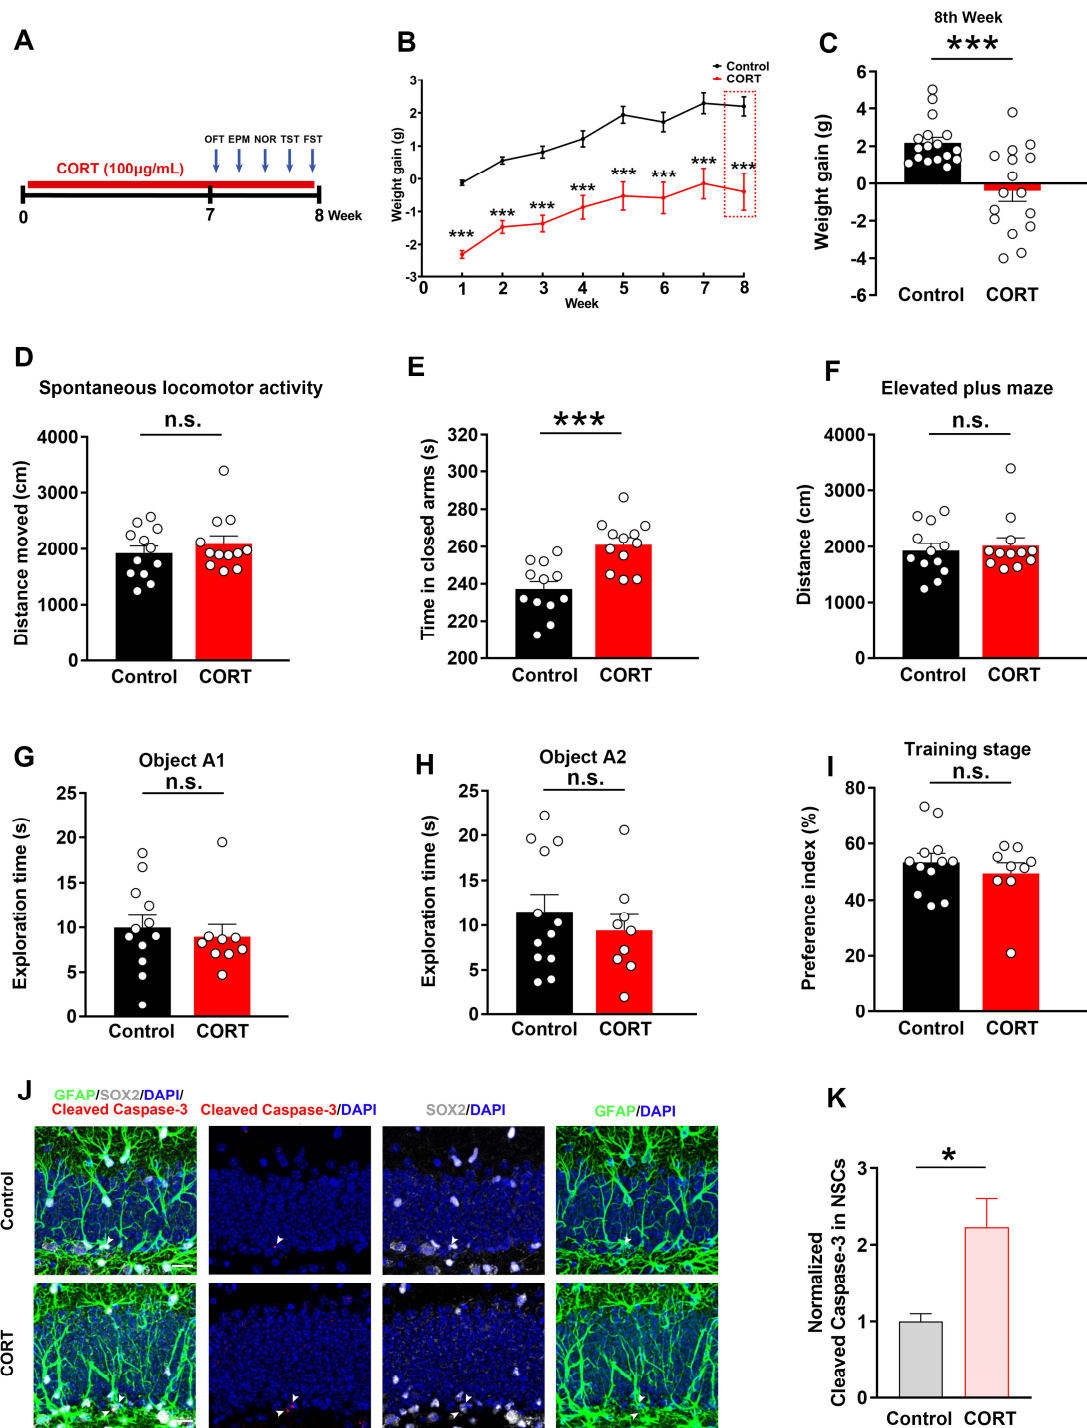 A
OFT EPM NOR TST FST
CORT (100μg/mL)
0 7 8 Week
B
Control
CORT
Weight gain (g)
3
2
1
0
-1
-2
-3
*** *** *** *** *** *** *** ***
0 1 2 3 4 5 6 7 8
Week
C
8th Week
***
Weight gain (g)
6
4
2
0
-2
-4
-6
Control CORT
D
Spontaneous locomotor activity
n.s.
Distance moved (cm)
4000
3000
2000
1000
0
Control CORT
E
***
Time in closed arms (s)
320
300
280
260
240
220
200
Control CORT
F
Elevated plus maze
n.s.
Distance (cm)
4000
3000
2000
1000
0
Control CORT
G
Object A1
n.s.
Exploration time (s)
25
20
15
10
5
0
Control CORT
H
Object A2
n.s.
Exploration time (s)
25
20
15
10
5
0
Control CORT
I
Training stage
n.s.
Preference index (%)
80
60
40
20
0
Control CORT
J
GFAP/SOX2/DAPI/
Cleaved Caspase-3
Cleaved Caspase-3/DAPI
SOX2/DAPI
GFAP/DAPI
Control
CORT
K
*
Normalized
Cleaved Caspase-3 in NSCs
3
2
1
0
Control CORT